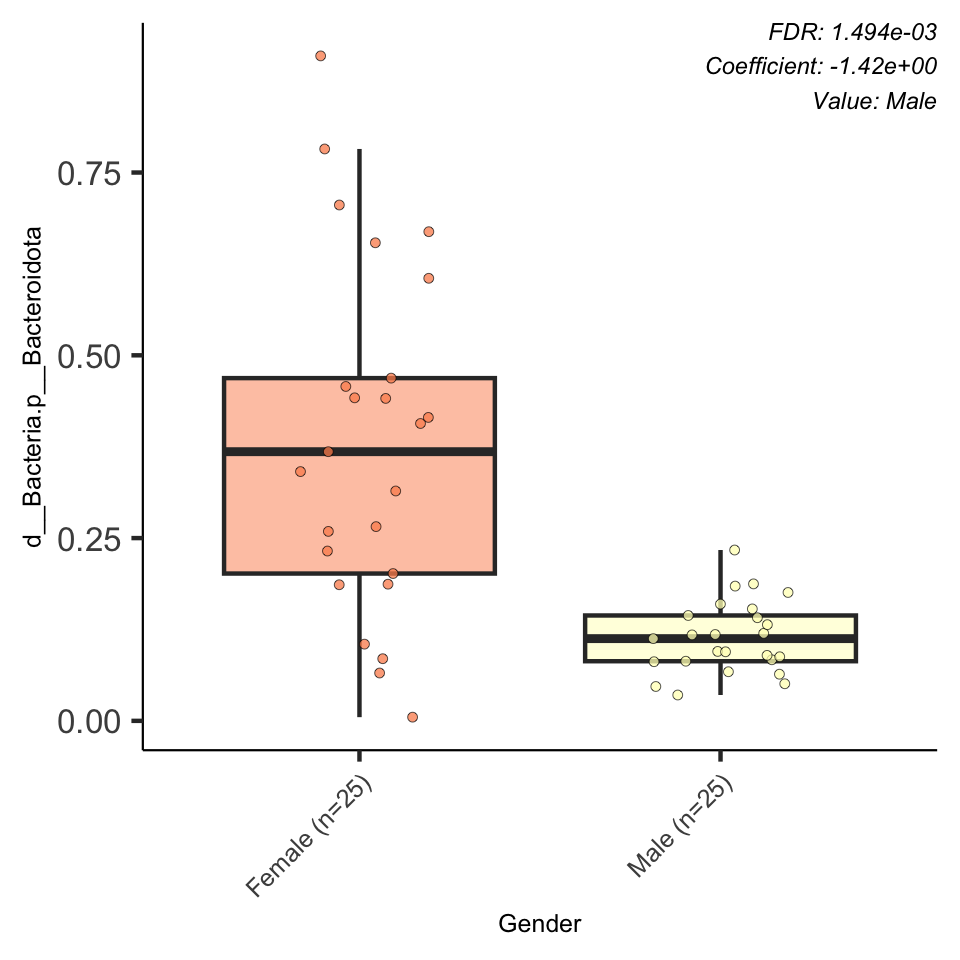 FDR: 1.494e-03
Coefficient: -1.42e+00
Value: Male
d__Bacteria.p__Bacteroidota
0.75
0.50
0.25
0.00
Female (n=25)
Male (n=25)
Gender